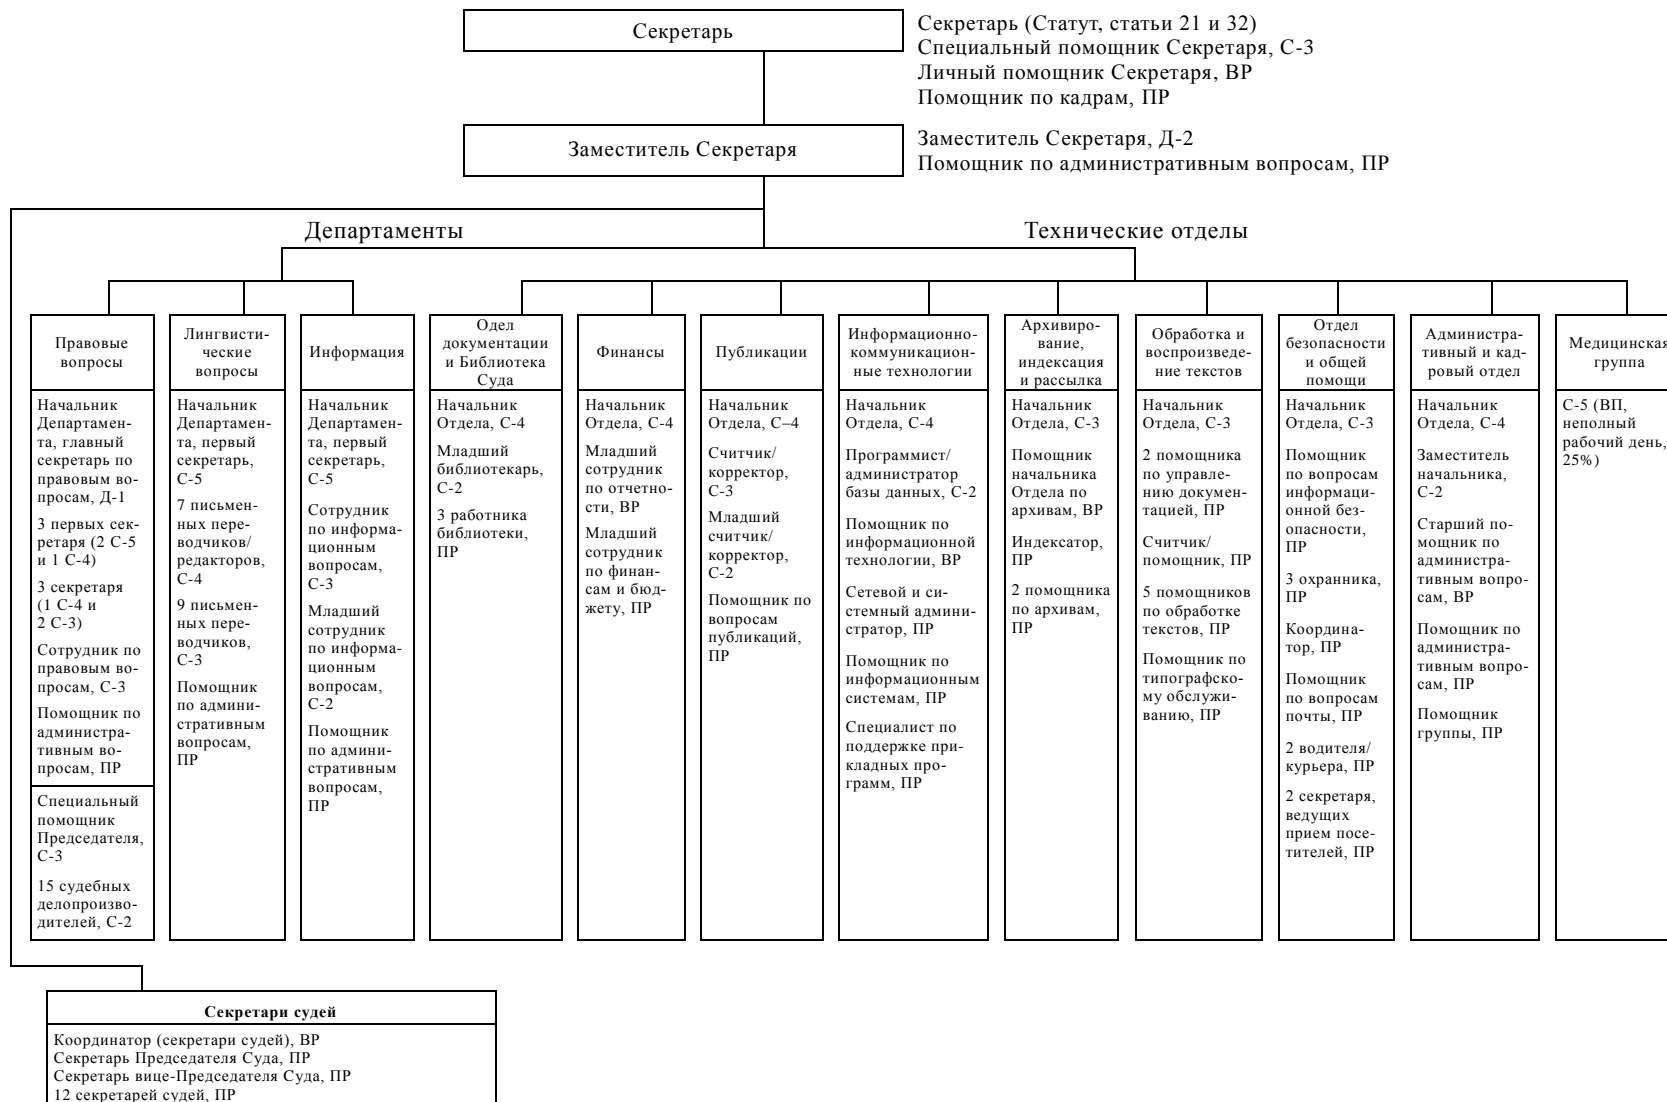 Секретарь
Секретарь (Статут, статьи 21 и 32)
Специальный помощник Секретаря, С-3
Личный помощник Секретаря, ВР
Помощник по кадрам, ПР
Заместитель Секретаря
Заместитель Секретаря, Д-2
Помощник по административным вопросам, ПР
Департаменты
Технические отделы
Правовые
вопросы
Начальник
Департамен-
та, главный
секретарь по
правовым во-
просам, Д-1
3 первых сек-
ретаря (2 С-5
и 1 С-4)
3 секретаря
(1 С-4 и
2 С-3)
Сотрудник по
правовым во-
просам, С-3
Помощник по
администра-
тивным во-
просам, ПР
Специальный
помощник
Председателя,
С-3
15 судебных
делопроизво-
дителей, С-2
Лингвисти-
ческие
вопросы
Начальник
Департамен-
та, первый
секретарь,
С-5
7 письмен-
ных пере-
водчиков/
редакторов,
С-4
9 письмен-
ных пере-
водчиков,
С-3
Помощник
по админи-
стративным
вопросам,
ПР
Информация
Начальник
Департамен-
та, первый
секретарь,
С-5
Сотрудник
по информа-
ционным
вопросам,
С-3
Младший
сотрудник
по информа-
ционным
вопросам,
С-2
Помощник
по админи-
стративным
вопросам,
ПР
Одел
документации
и Библиотека
Суда
Начальник
Отдела, С-4
Младший
библиотекарь,
С-2
3 работника
библиотеки,
ПР
Финансы
Начальник
Отдела, С-4
Младший
сотрудник
по отчетно-
сти, ВР
Младший
сотрудник
по финан-
сам и бюд-
жету, ПР
Публикации
Начальник
Отдела, С–4
Считчик/
корректор,
С-3
Младший
считчик/
корректор,
С-2
Помощник по
вопросам
публикаций,
ПР
Информационно-
коммуникацион-
ные технологии
Начальник
Отдела, С-4
Программист/
администратор
базы данных, С-2
Помощник по
информационной
технологии, ВР
Сетевой и си-
стемный админи-
стратор, ПР
Помощник по
информационным
системам, ПР
Специалист по
поддержке при-
кладных про-
грамм, ПР
Архивиро-
вание,
индексация
и рассылка
Начальник
Отдела, С-3
Помощник
начальника
Отдела по
архивам, ВР
Индексатор,
ПР
2 помощника
по архивам,
ПР
Обработка и
воспроизведе-
ние текстов
Начальник
Отдела, С-3
2 помощника
по управле-
нию докумен-
тацией, ПР
Считчик/
помощник, ПР
5 помощников
по обработке
текстов, ПР
Помощник по
типографско-
му обслужи-
ванию, ПР
Отдел
безопасности
и общей
помощи
Начальник
Отдела, С-3
Помощник
по вопросам
информаци-
онной без-
опасности,
ПР
3 охранника,
ПР
Координа-
тор, ПР
Помощник
по вопросам
почты, ПР
2 водителя/
курьера, ПР
2 секретаря,
ведущих
прием посе-
тителей, ПР
Администра-
тивный и кад-
ровый отдел
Начальник
Отдела, С-4
Заместитель
начальника,
С-2
Старший по-
мощник по
администра-
тивным вопро-
сам, ВР
Помощник по
администра-
тивным вопро-
сам, ПР
Помощник
группы, ПР
Медицинская
группа
С-5 (ВП,
неполный
рабочий день,
25%)
Секретари судей
Координатор (секретари судей), ВР
Секретарь Председателя Суда, ПР
Секретарь вице-Председателя Суда, ПР
12 секретарей судей, ПР